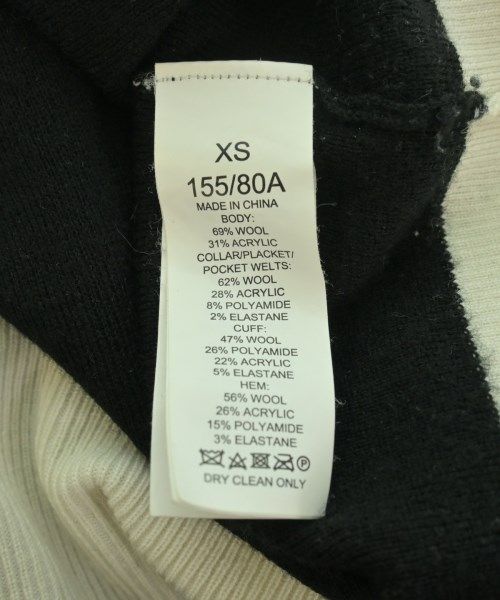 XS
155/80A
MADE IN CHINA
BODY:
69% WOOL
31% ACRYLIC
COLLAR/PLACKET/
POCKET WELTS:
62% WOOL
28% ACRYLIC
8% POLYAMIDE
2% ELASTANE
CUFF:
47% WOOL
26% POLYAMIDE
22% ACRYLIC
5% ELASTANE
HEM:
56% WOOL
26% ACRYLIC
15% POLYAMIDE
3% ELASTANE
P
DRY CLEAN ONLY